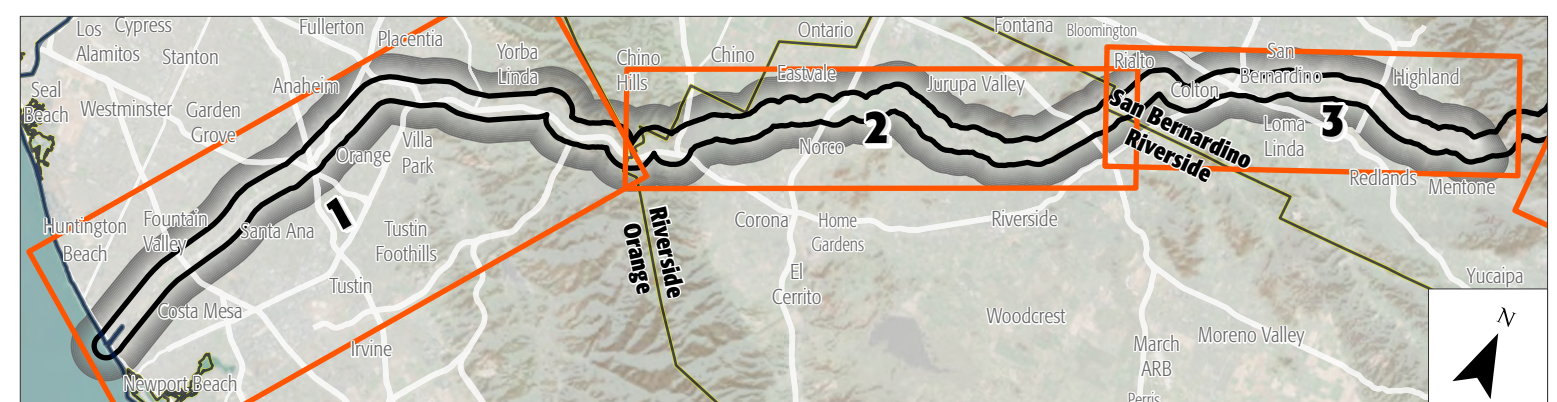 Los
Alamitos
Cypress
Stanton
Fullerton
Placentia
Yorba
Linda
Chino
Hills
Chino
Ontario
Fontana
Bloomington
Rialto
San
Bernardino
Highland
Colton
Seal
Beach
Westminster
Garden
Grove
Anaheim
Eastvale
Jurupa Valley
Villa
Park
Orange
Norco
2
3
Loma
Linda
San Bernardino
Riverside
Redlands
Mentone
Huntington
Beach
Fountain
Valley
Santa Ana
1
Tustin
Foothills
Riverside
Orange
Corona
Home
Gardens
Riverside
El
Cerrito
Tustin
Costa Mesa
Irvine
Newport Beach
Woodcrest
March
ARB
Perris
Moreno Valley
Yucaipa
N